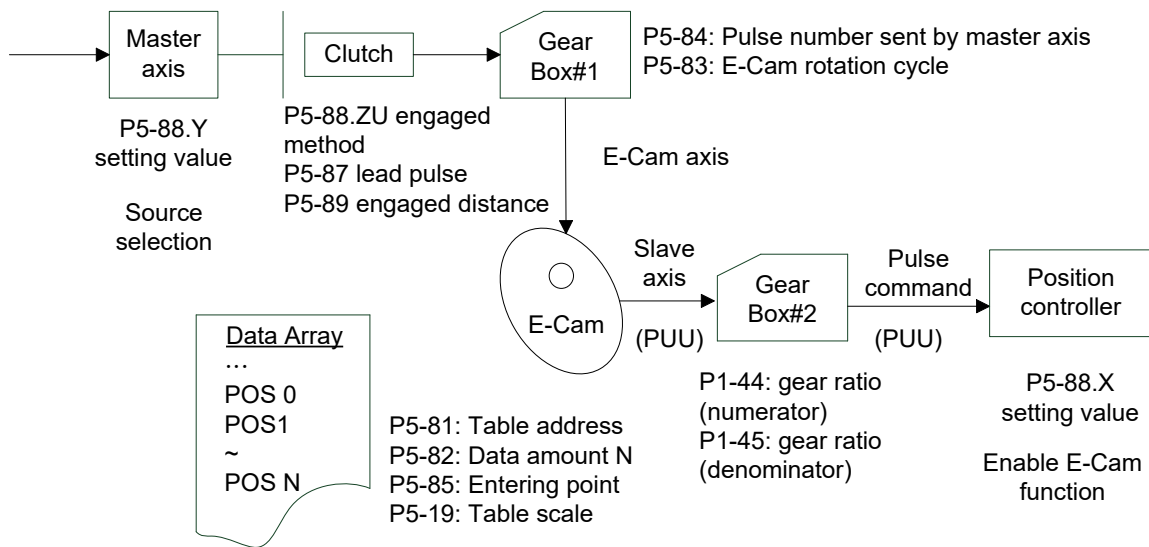 Master
axis
P5-88.Y
setting value
Source
selection
Clutch
P5-88.ZU engaged
method
P5-87 lead pulse
P5-89 engaged distance
Gear
Box#1
P5-84: Pulse number sent by master axis
P5-83: E-Cam rotation cycle
E-Cam axis
E-Cam
Slave
axis
(PUU)
Gear
Box#2
P1-44: gear ratio
(numerator)
P1-45: gear ratio
(denominator)
Pulse
command
(PUU)
Position
controller
P5-88.X
setting value
Enable E-Cam
function
Data Array
...
POS 0
POS1
~
POS N
P5-81: Table address
P5-82: Data amount N
P5-85: Entering point
P5-19: Table scale